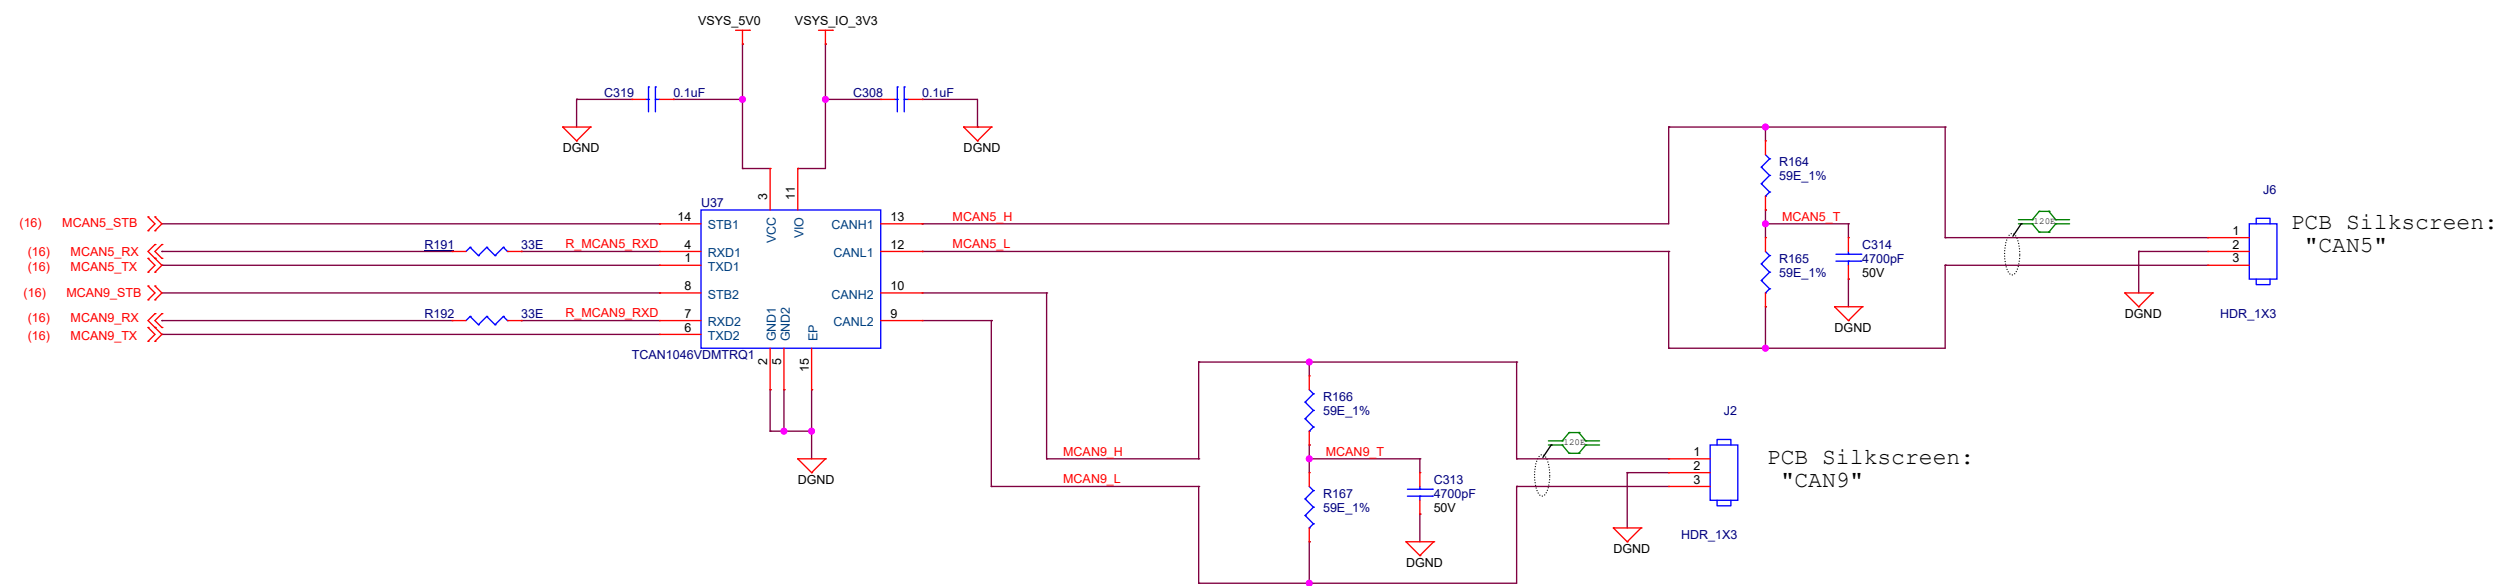 VSYS_5V0
VSYS_IO_3V3
C319
0.1uF
C308
0.1uF
DGND
DGND
U37
3
11
(16)
MCAN5_STB
14
STB1
VCC
VIO
CANH1
13
MCAN5_H
(16)
MCAN5_RX
R191
33E
R_MCAN5_RXD
4
RXD1
CANL1
12
MCAN5_L
(16)
MCAN5_TX
1
TXD1
(16)
MCAN9_STB
8
STB2
CANH2
10
(16)
MCAN9_RX
R192
33E
R_MCAN9_RXD
7
RXD2
GND1
GND2
EP
CANL2
9
(16)
MCAN9_TX
6
TXD2
TCAN1046VDMTRQ1
2
5
15
DGND
R164
59E_1%
MCAN5_T
C314
4700pF
50V
R165
59E_1%
DGND
120E
J6
1
2
3
PCB Silkscreen:
"CAN5"
DGND
HDR_1X3
R166
59E_1%
MCAN9_H
MCAN9_T
MCAN9_L
C313
4700pF
50V
R167
59E_1%
DGND
120E
J2
1
2
3
PCB Silkscreen:
"CAN9"
DGND
HDR_1X3